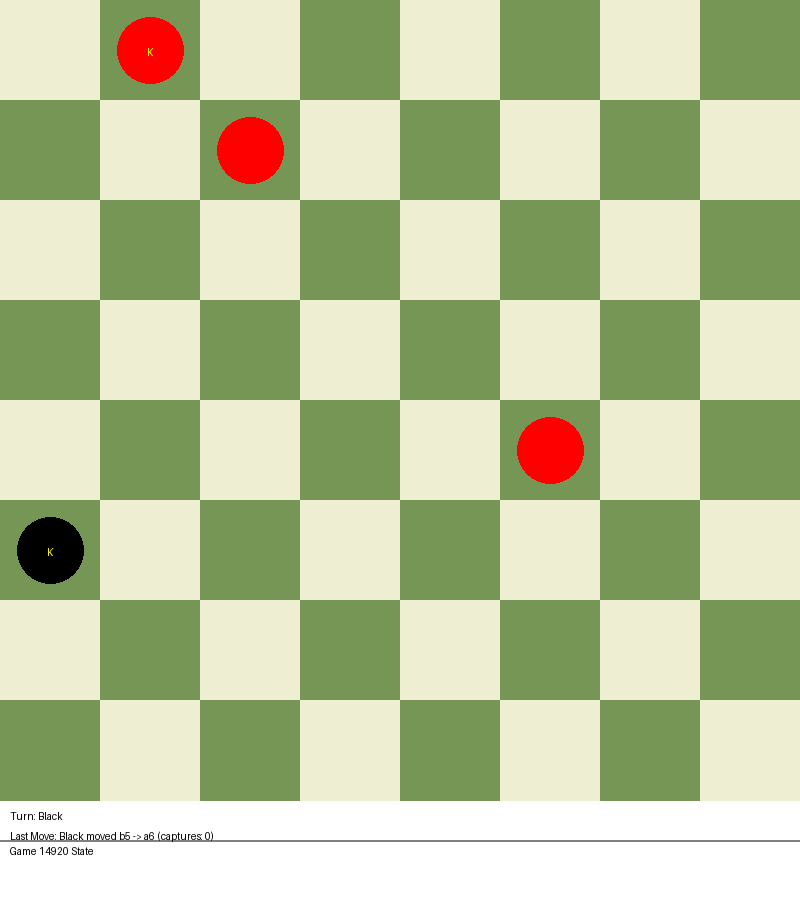 K
K
Turn: Black
Last Move: Black moved b5 -> a6 (captures: 0)
Game 14920 State